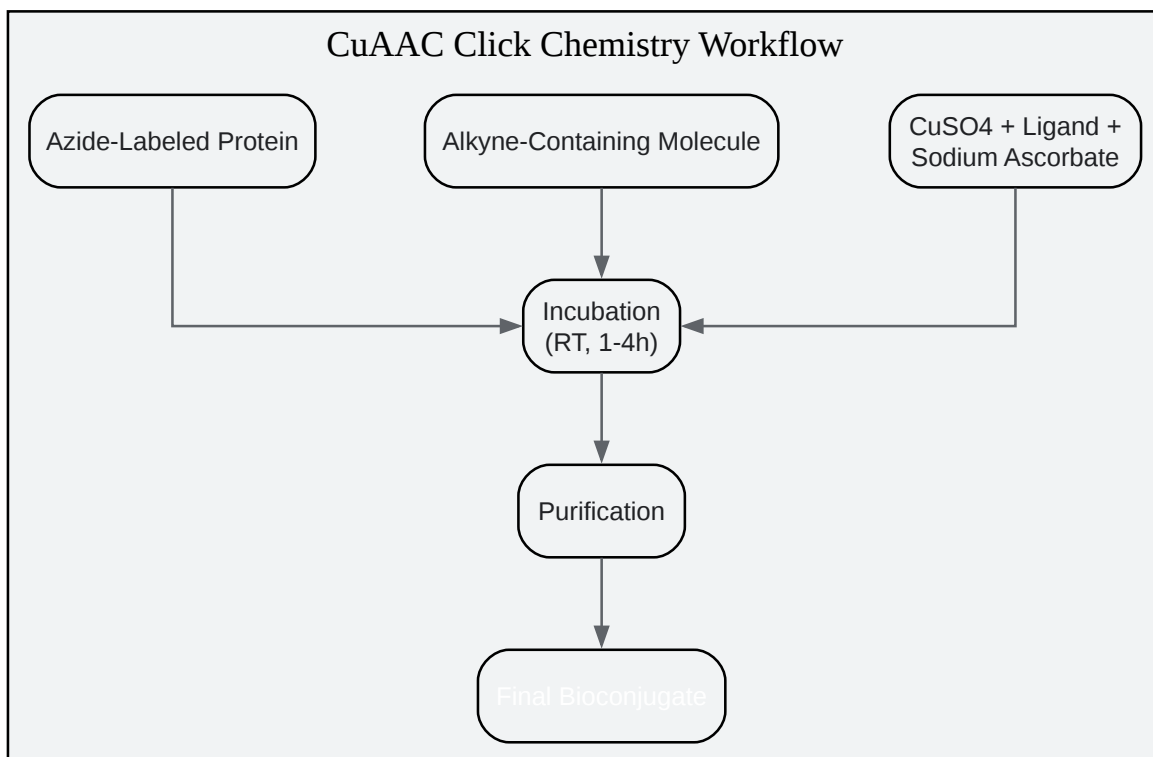 CuAAC Click Chemistry Workflow
Azide-Labeled Protein
Alkyne-Containing Molecule
CuSO4 + Ligand +
Sodium Ascorbate
Incubation
(RT, 1-4h)
Purification
Final Bioconjugate